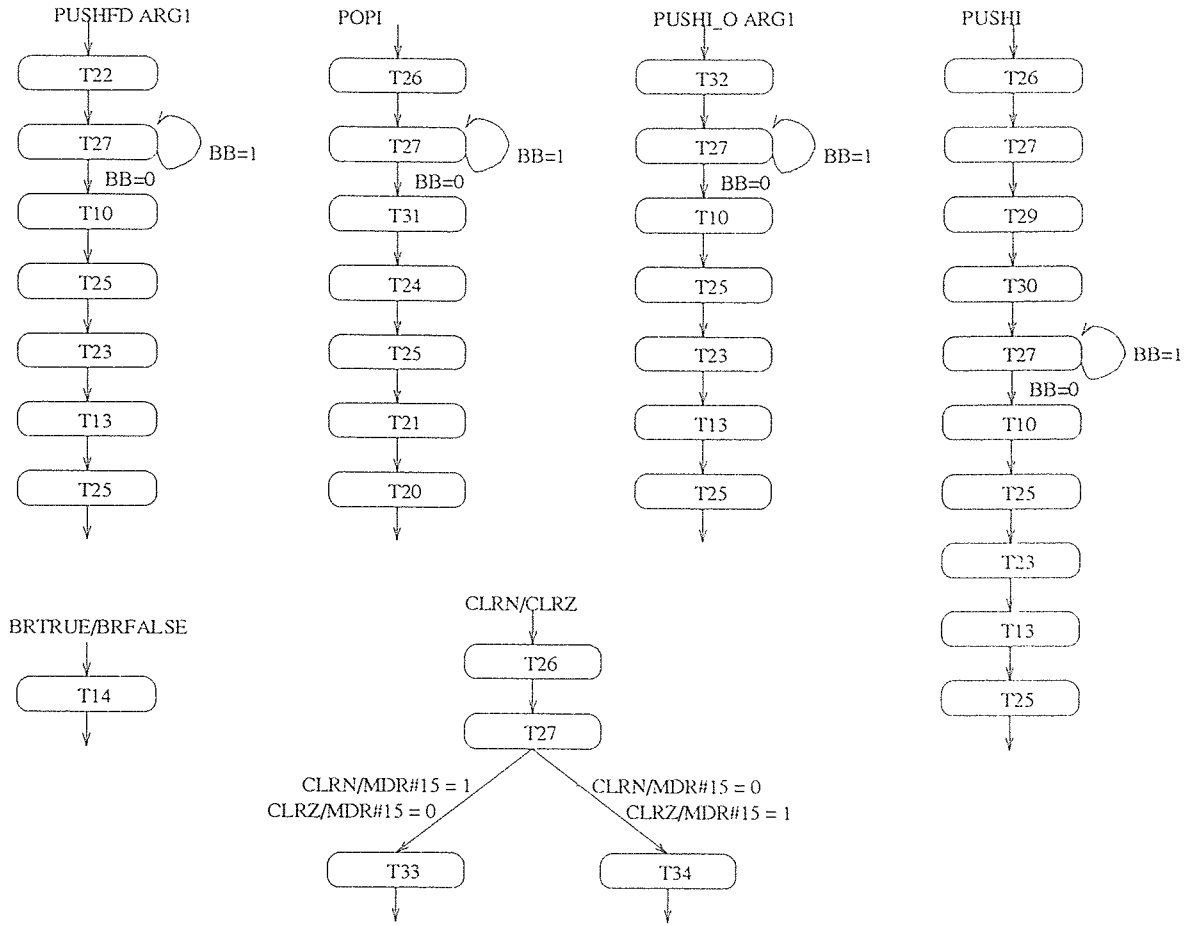 PUSHFD ARG1
T22
T27
BB=1
BB=0
T10
T25
T23
T13
T25
POPI
T26
T27
BB=1
BB=0
T31
T24
T25
T21
T20
PUSHI_O ARG1
T32
T27
BB=1
BB=0
T10
T25
T23
T13
T25
PUSHI
T26
T27
T29
T30
T27
BB=1
BB=0
T10
T25
T23
T13
T25
BRTRUE/BRFALSE
T14
CLRN/CLRZ
T26
T27
CLRN/MDR#15 = 1
CLRZ/MDR#15 = 0
CLRN/MDR#15 = 0
CLRZ/MDR#15 = 1
T33
T34